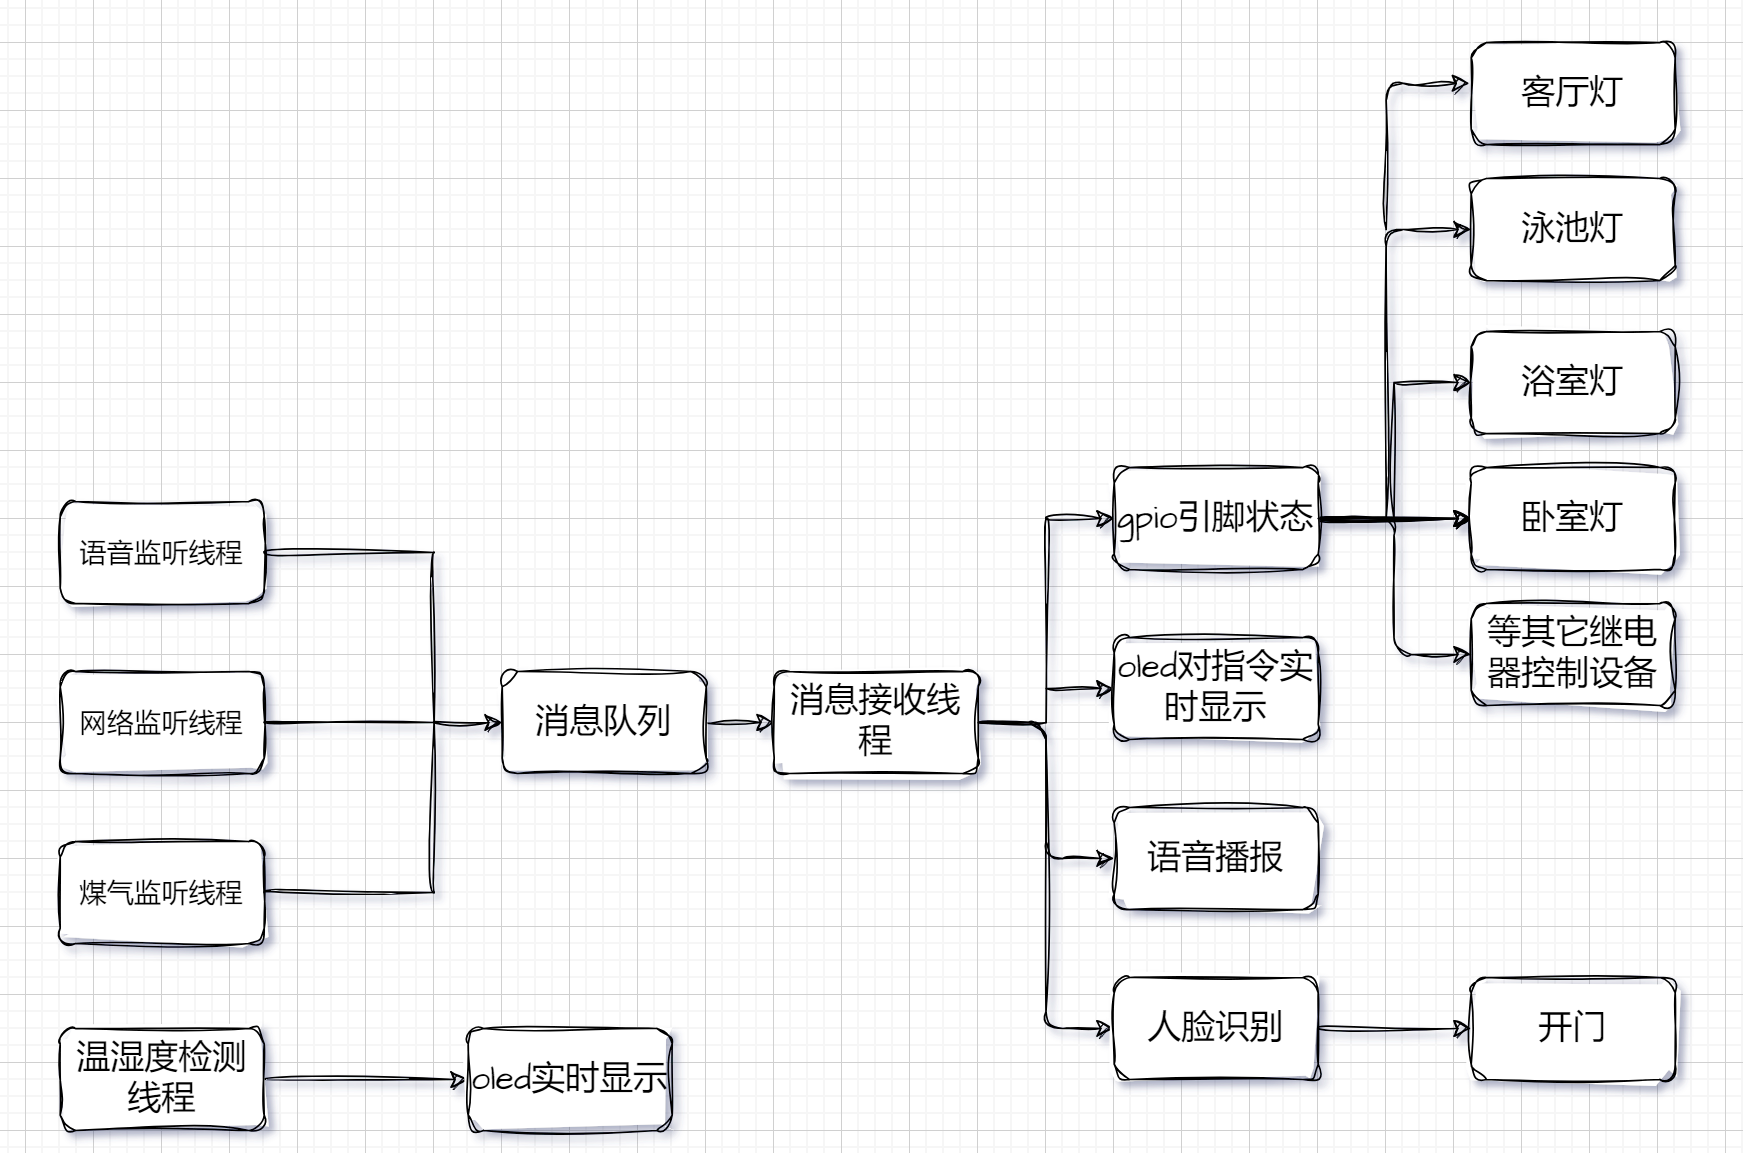 客厅灯
泳池灯
浴室灯
卧室灯
等其它继电
器控制设备
gpio引脚状态
oled对指令实
时显示
语音播报
人脸识别
开门
语音监听线程
网络监听线程
煤气监听线程
消息队列
消息接收线
程
温湿度检测
线程
oled实时显示